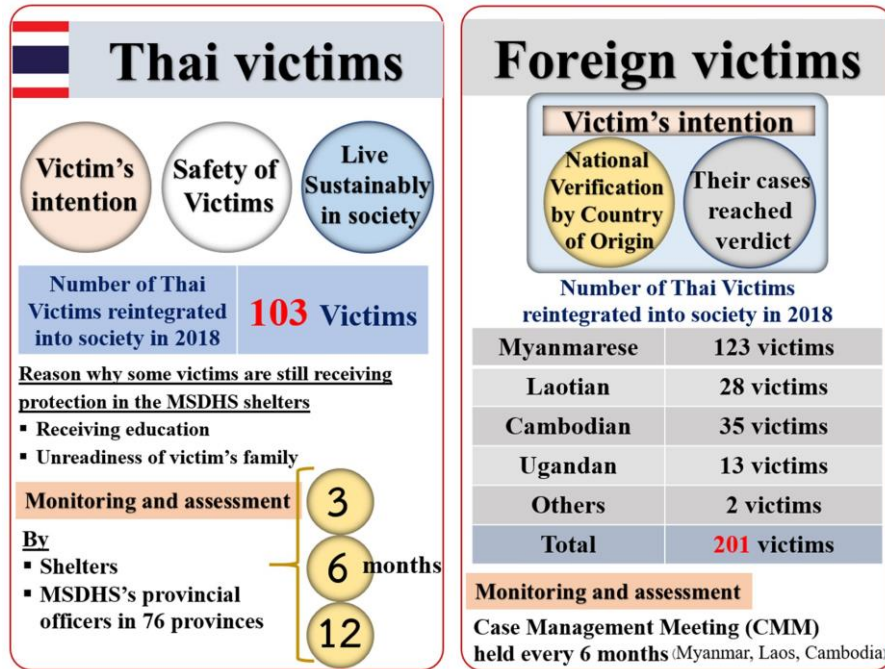 Thai victims
Victim's
intention
Safety of
Victims
Live
Sustainably
in society
Number of Thai
Victims reintegrated
into society in 2018
103 Victims
Reason why some victims are still receiving
protection in the MSDHS shelters
▪ Receiving education
▪ Unreadiness of victim's family
Monitoring and assessment
By
▪ Shelters
▪ MSDHS's provincial
officers in 76 provinces
3
6 months
12
Foreign victims
Victim's intention
National
Verification
by Country
of Origin
Their cases
reached
verdict
Number of Thai Victims
reintegrated into society in 2018
Myanmarese 123 victims
Laotian 28 victims
Cambodian 35 victims
Ugandan 13 victims
Others 2 victims
Total 201 victims
Monitoring and assessment
Case Management Meeting (CMM)
held every 6 months (Myanmar, Laos, Cambodia